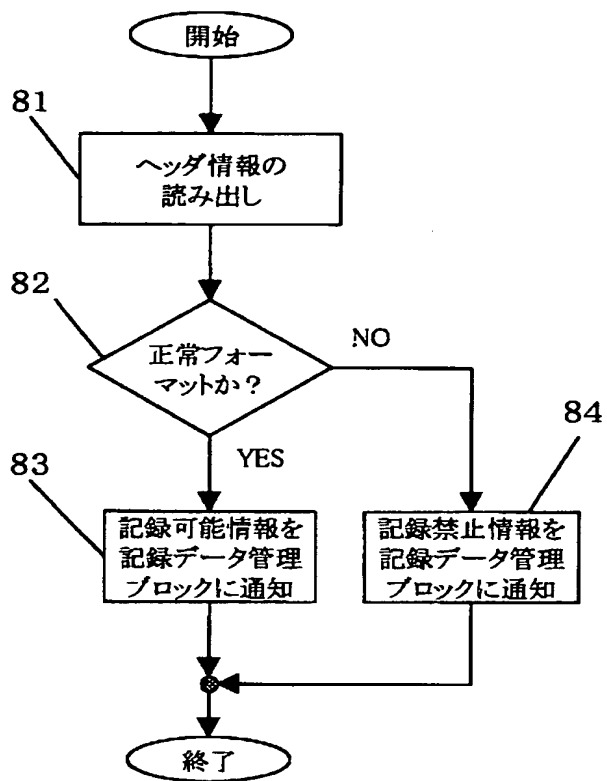 開始
81
ヘッダ情報の
読み出し
82
正常フォー
マットか?
NO
YES
83
記録可能情報を
記録データ管理
ブロックに通知
84
記録禁止情報を
記録データ管理
ブロックに通知
終了